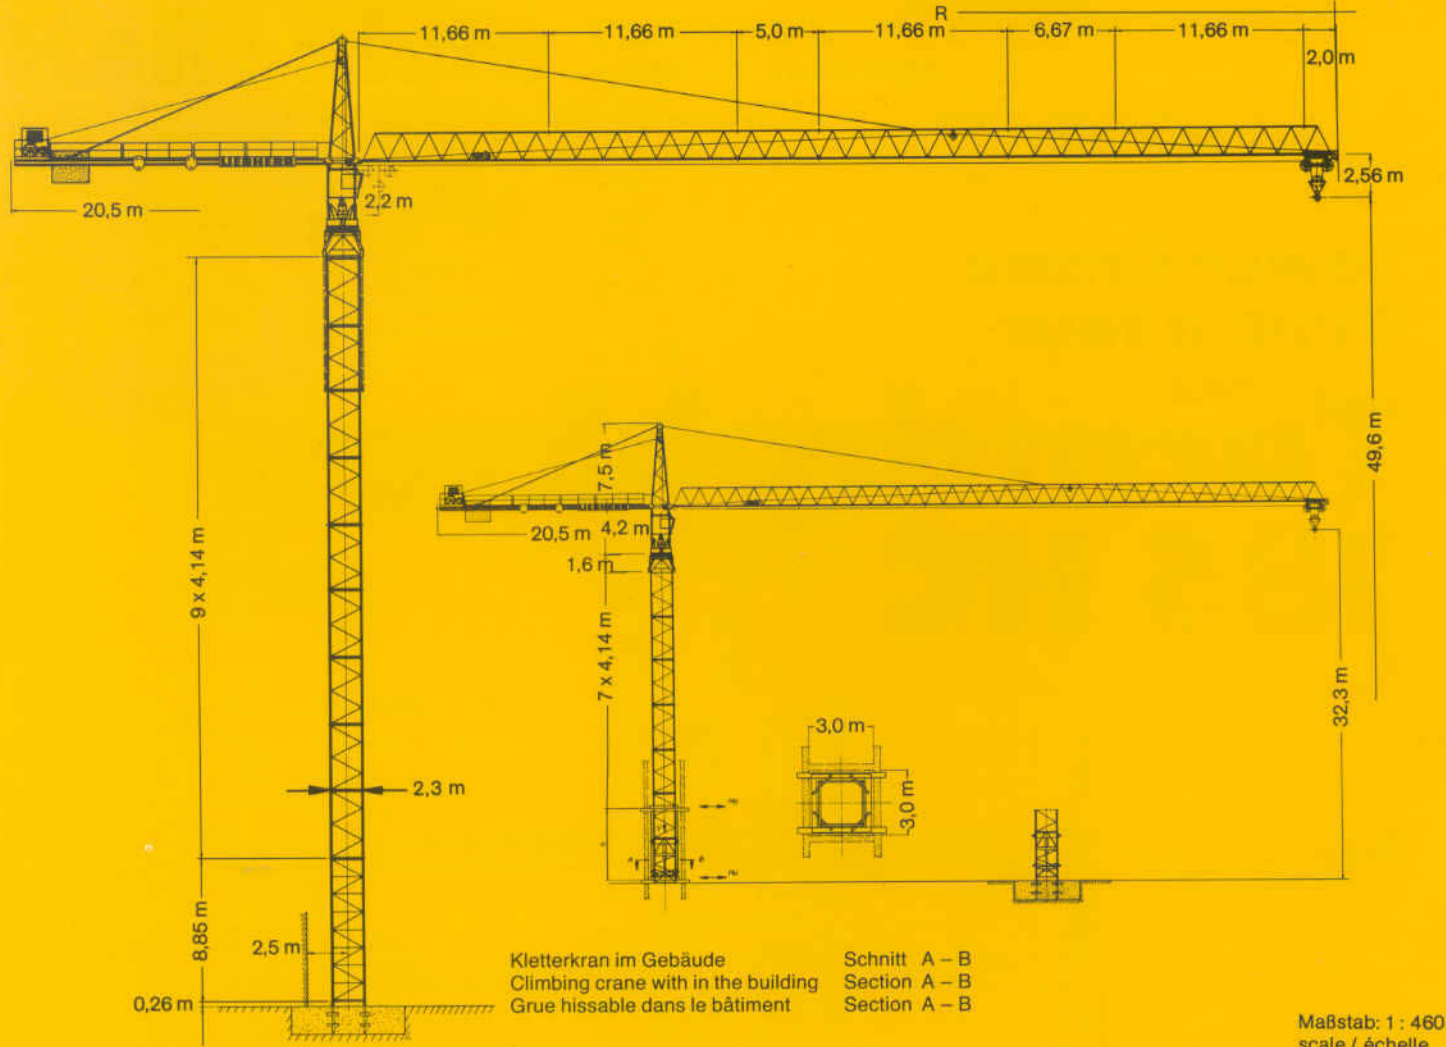 R
11,66 m 11,66 m 5,0 m 11,66 m 6,67 m 11,66 m
2,0 m
LIEBHERR
2,56 m
20,5 m
2,2 m
49,6 m
7,5 m
20,5 m 4,2 m
1,6 m
9 x 4,14 m
7 x 4,14 m
32,3 m
3,0 m
2,3 m
3,0 m
8,85 m
2,5 m
0,26 m
Kletterkran im Gebäude Schnitt A – B
Climbing crane with in the building Section A – B
Grue hissable dans le bâtiment Section A – B
Maßstab: 1 : 460
scale / échelle